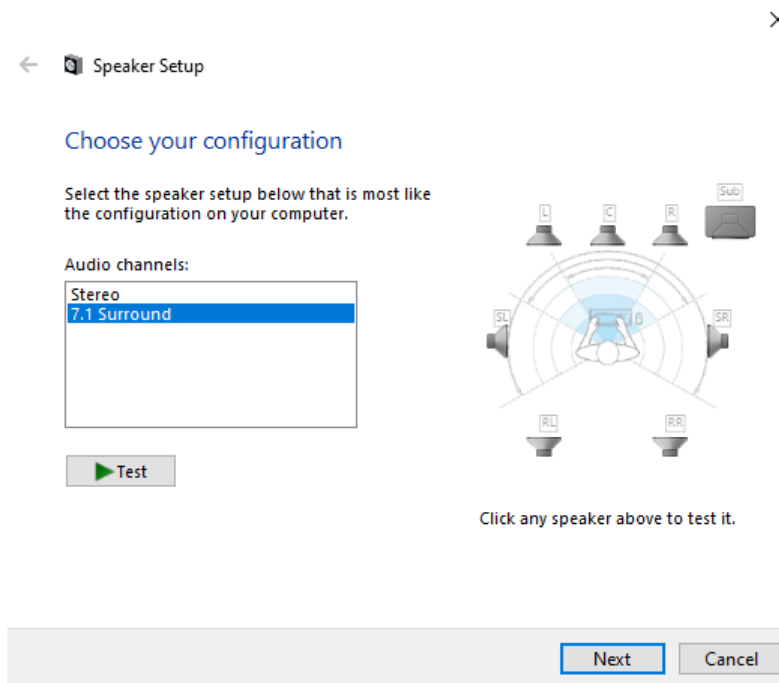 Speaker Setup
Choose your configuration
Select the speaker setup below that is most like
the configuration on your computer.
Audio channels:
Stereo
7.1 Surround
Test
L
C
R
Sub
SL
SR
RL
RR
Click any speaker above to test it.
Next
Cancel